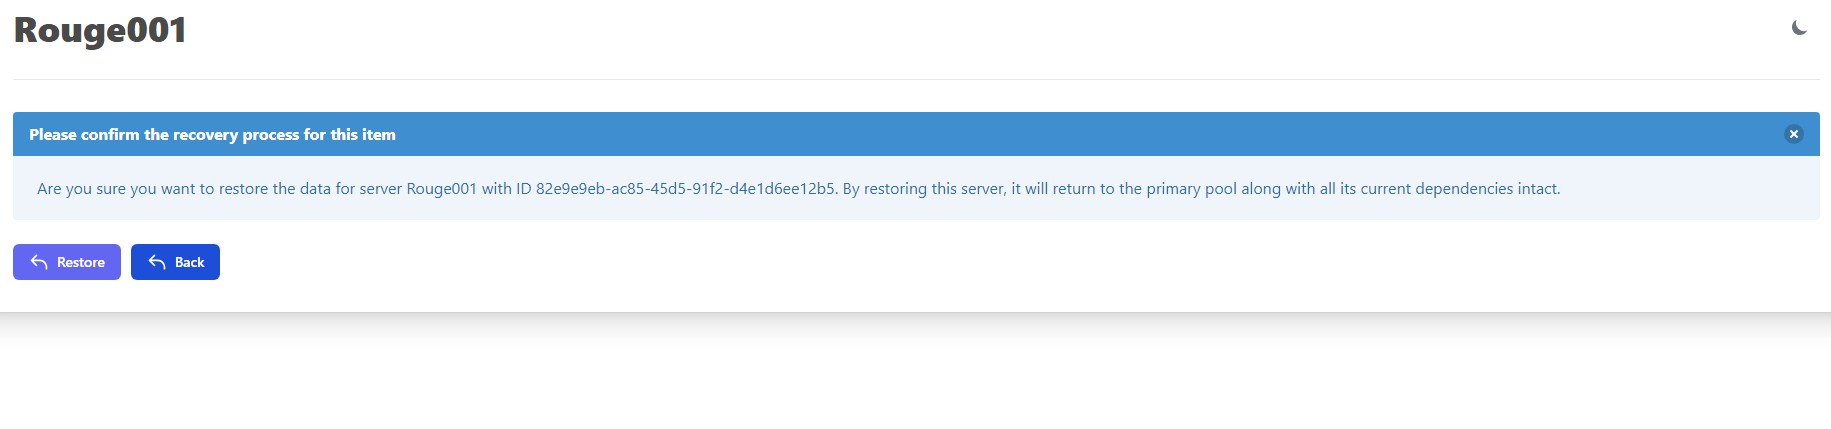 Rouge001
Please confirm the recovery process for this item
Are you sure you want to restore the data for server Rouge001 with ID 82e9e9eb-ac85-45d5-91f2-d4e1d6ee12b5. By restoring this server, it will return to the primary pool along with all its current dependencies intact.
Restore
Back